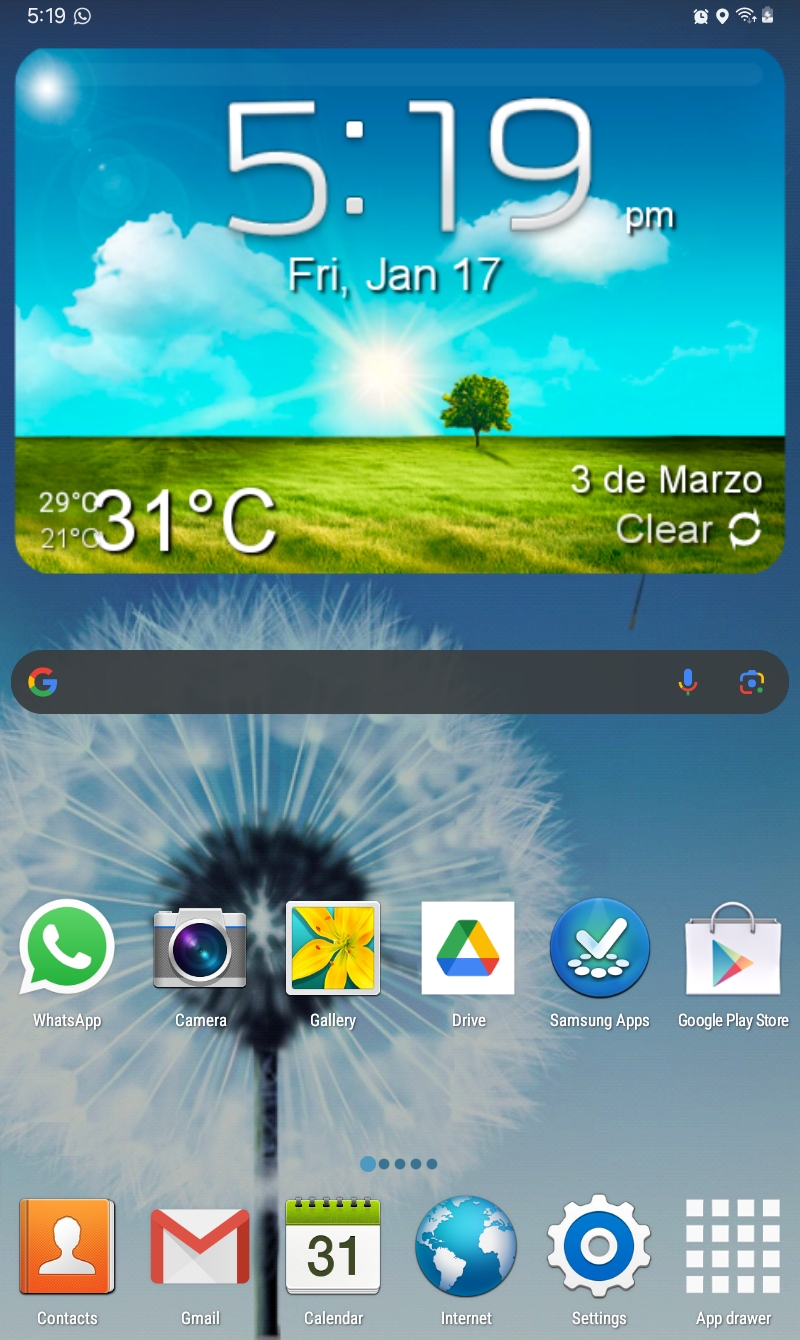 5:19
5:19 pm
Fri, Jan 17
3 de Marzo
29°C 31°C
21°C
Clear
WhatsApp Camera Gallery Drive Samsung Apps Google Play Store
31
Contacts Gmail Calendar Internet Settings App drawer